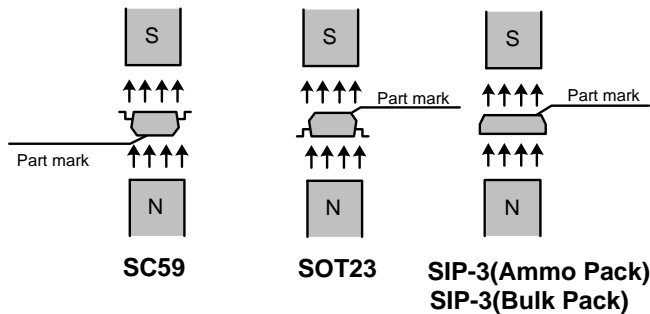 S
S
S
Part mark
Part mark
Part mark
N
N
N
SC59
SOT23
SIP-3(Ammo Pack)
SIP-3(Bulk Pack)